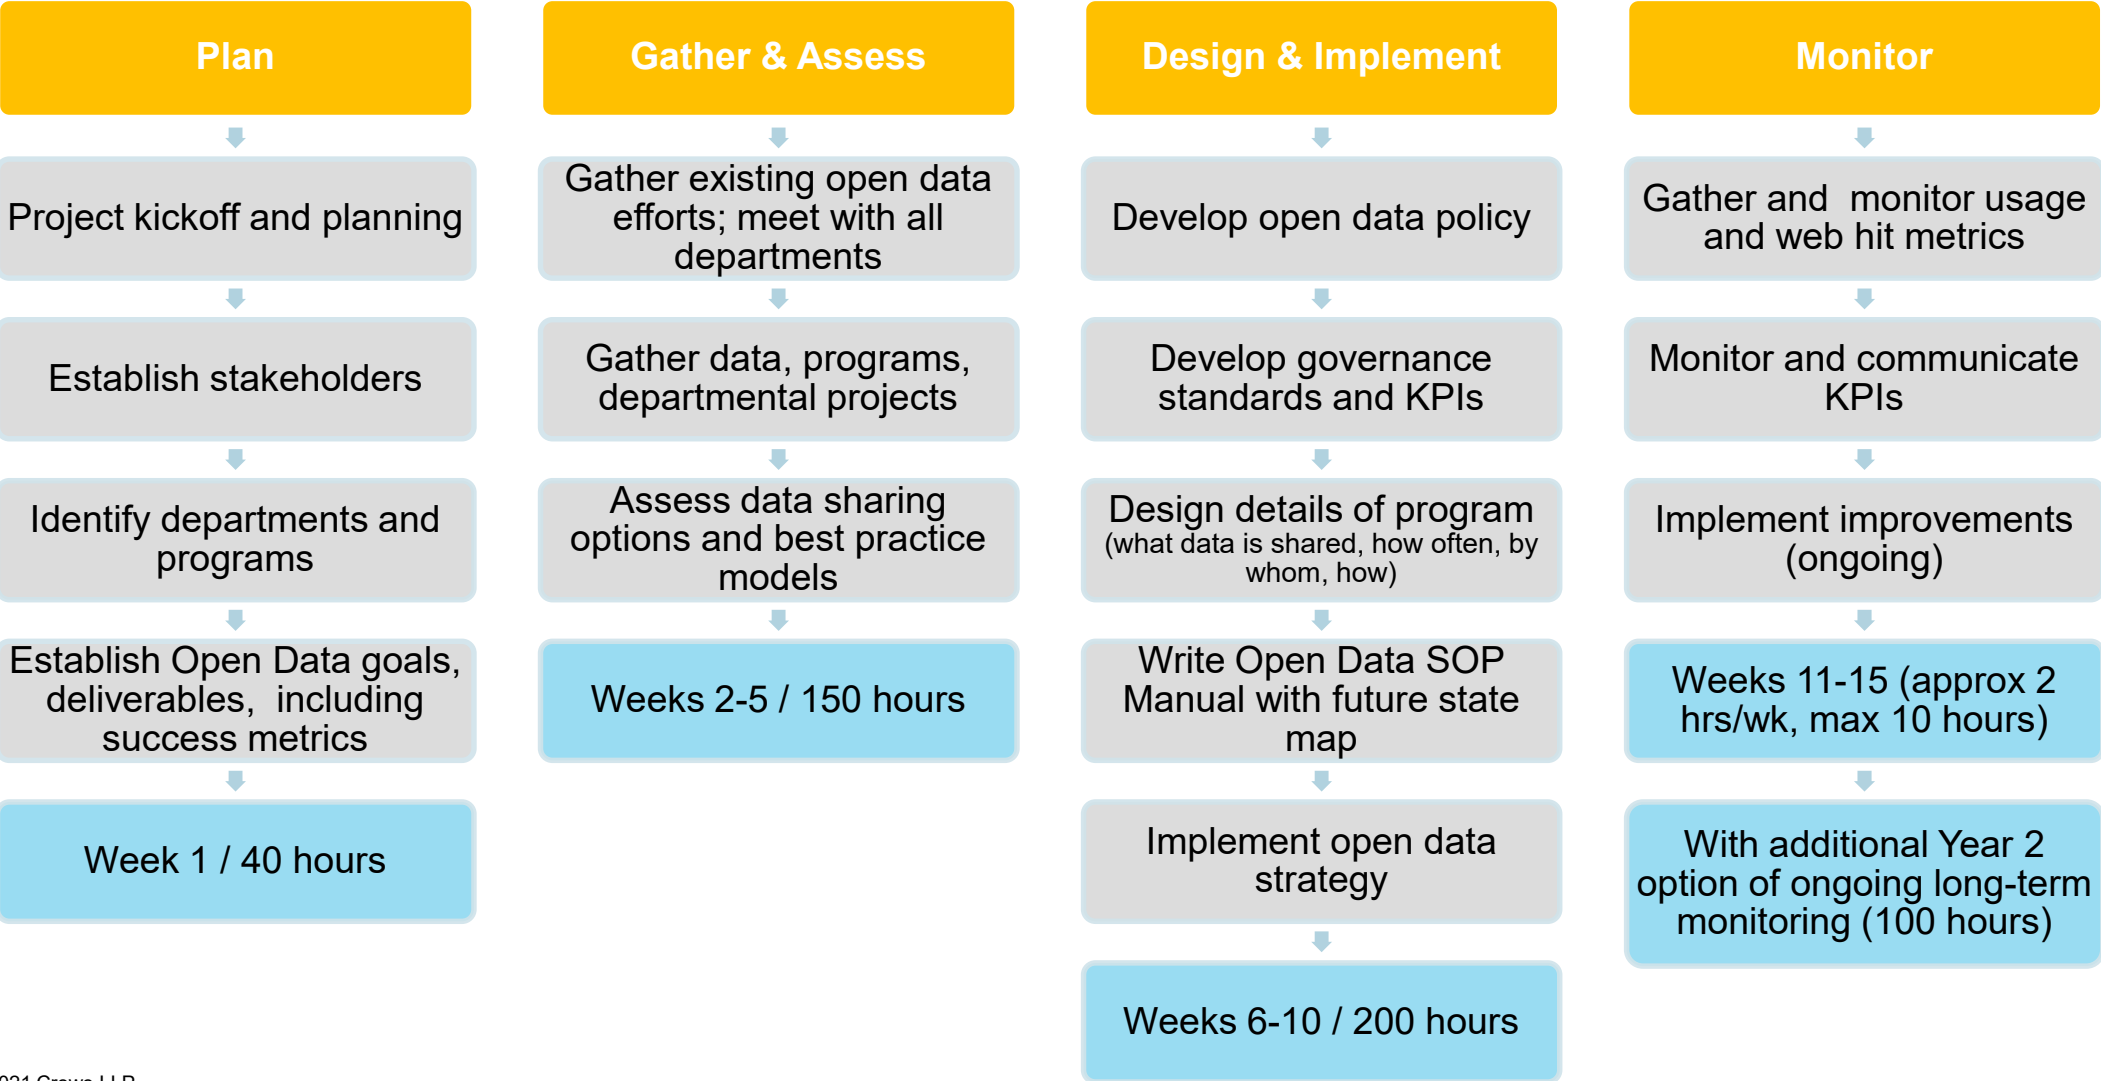 Plan
Project kickoff and planning
Establish stakeholders
Identify departments and
programs
Establish Open Data goals,
deliverables, including
success metrics
Week 1 / 40 hours
Gather & Assess
Gather existing open data
efforts; meet with all
departments
Gather data, programs,
departmental projects
Assess data sharing
options and best practice
models
Weeks 2-5 / 150 hours
Design & Implement
Develop open data policy
Develop governance
standards and KPIs
Design details of program
(what data is shared, how often, by
whom, how)
Write Open Data SOP
Manual with future state
map
Implement open data
strategy
Weeks 6-10 / 200 hours
Monitor
Gather and monitor usage
and web hit metrics
Monitor and communicate
KPIs
Implement improvements
(ongoing)
Weeks 11-15 (approx 2
hrs/wk, max 10 hours)
With additional Year 2
option of ongoing long-term
monitoring (100 hours)